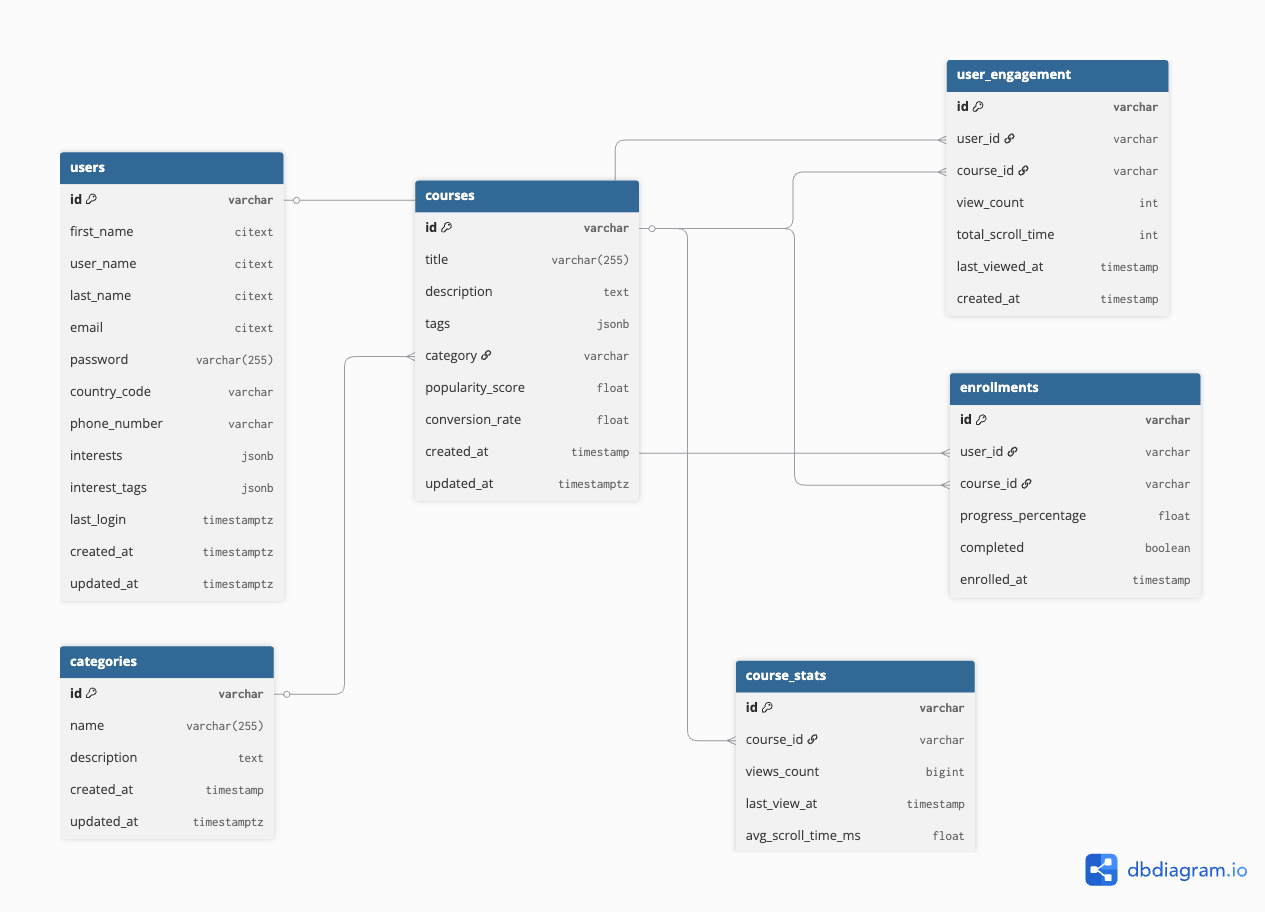 users
id varchar
first_name citext
user_name citext
last_name citext
email citext
password varchar(255)
country_code varchar
phone_number varchar
interests jsonb
interest_tags jsonb
last_login timestamptz
created_at timestamptz
updated_at timestamptz
categories
id varchar
name varchar(255)
description text
created_at timestamp
updated_at timestamptz
courses
id varchar
title varchar(255)
description text
tags jsonb
category varchar
popularity_score float
conversion_rate float
created_at timestamp
updated_at timestamptz
user_engagement
id varchar
user_id varchar
course_id varchar
view_count int
total_scroll_time int
last_viewed_at timestamp
created_at timestamp
enrollments
id varchar
user_id varchar
course_id varchar
progress_percentage float
completed boolean
enrolled_at timestamp
course_stats
id varchar
course_id varchar
views_count bigint
last_view_at timestamp
avg_scroll_time_ms float
dbdiagram.io